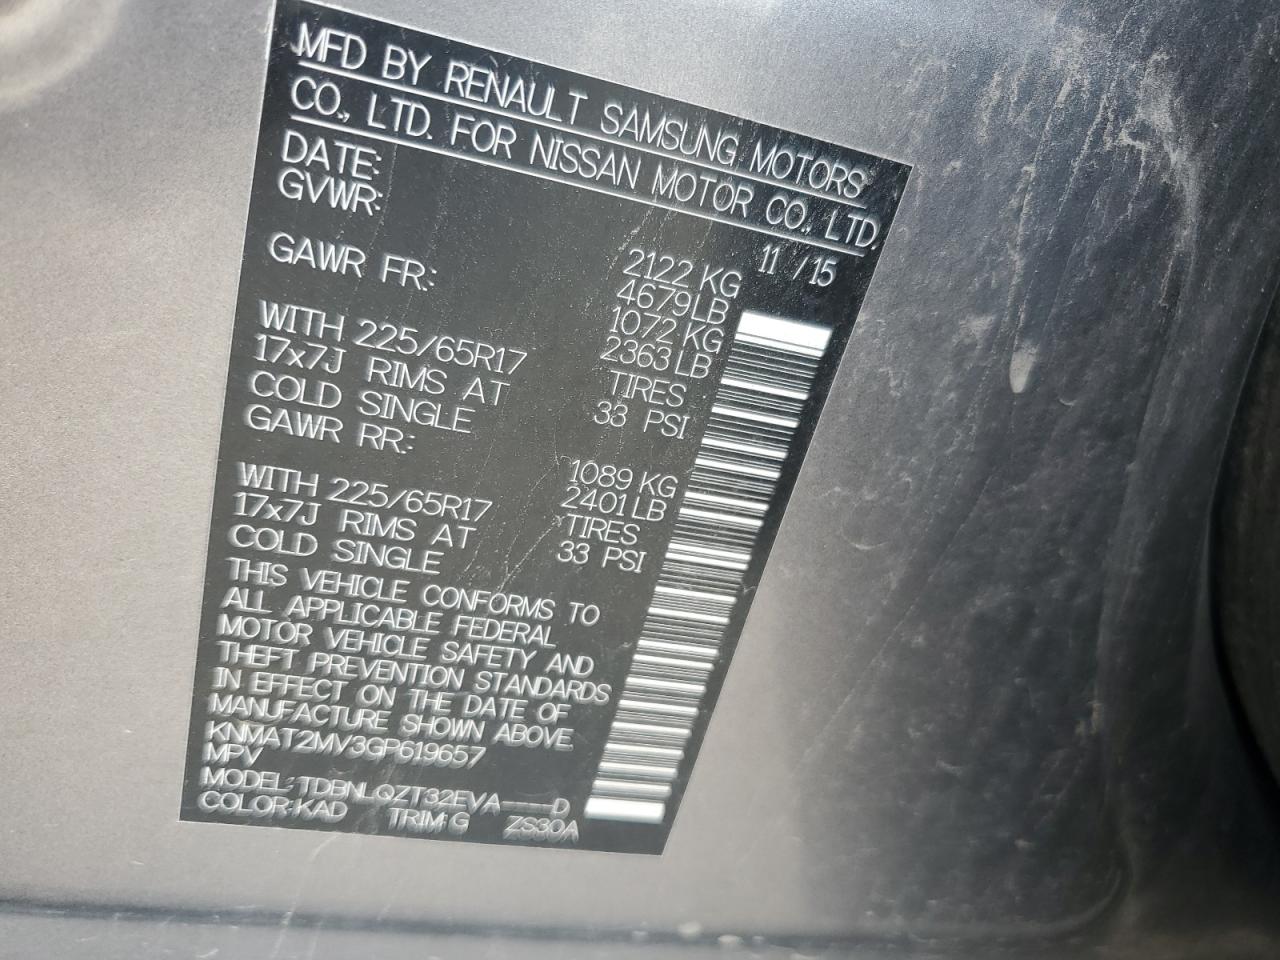 MFD BY RENAULT SAMSUNG MOTORS
CO., LTD. FOR NISSAN MOTOR CO., LTD.
DATE: 11 /15
GVWR: 2122 KG
4679LB
GAWR FR: 1072 KG
2363LB
WITH 225/65R17 TIRES
17x7J RIMS AT 33 PSI
COLD SINGLE
GAWR RR: 1089 KG
2401LB
WITH 225/65R17 TIRES
17x7J RIMS AT 33 PSI
COLD SINGLE
THIS VEHICLE CONFORMS TO
ALL APPLICABLE FEDERAL
MOTOR VEHICLE SAFETY AND
THEFT PREVENTION STANDARDS
IN EFFECT ON THE DATE OF
MANUFACTURE SHOWN ABOVE.
KNMAT2MV3GP619657
MPV
MODEL: TDBNLQZT32EVA----D
COLOR:KAD TRIM:G ZS30A